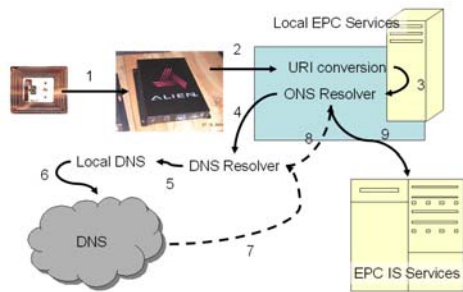 Local EPC Services
1
2
URI conversion
3
ALIEN
ONS Resolver
4
8
9
Local DNS
DNS Resolver
6
5
DNS
7
EPC IS Services